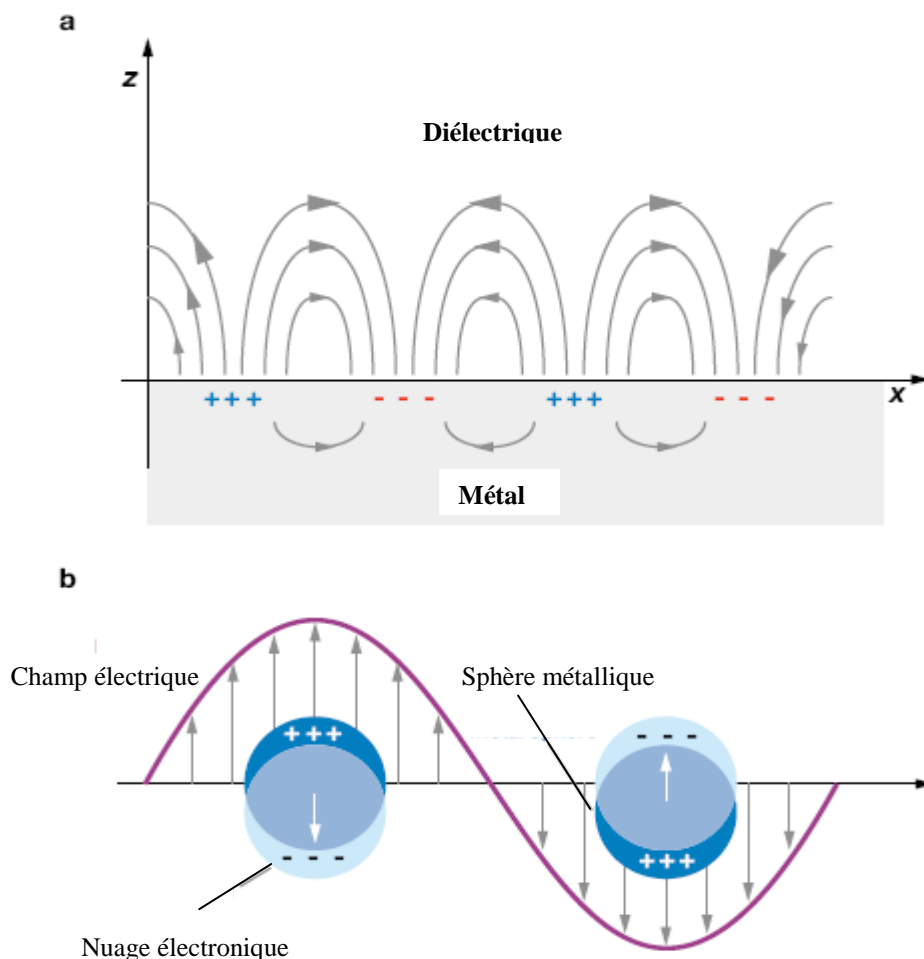 a
z
Diélectrique
+++ - - - +++ - - -
x
Métal
b
Champ électrique
Sphère métallique
+++ - - -
- - - +++
Nuage électronique